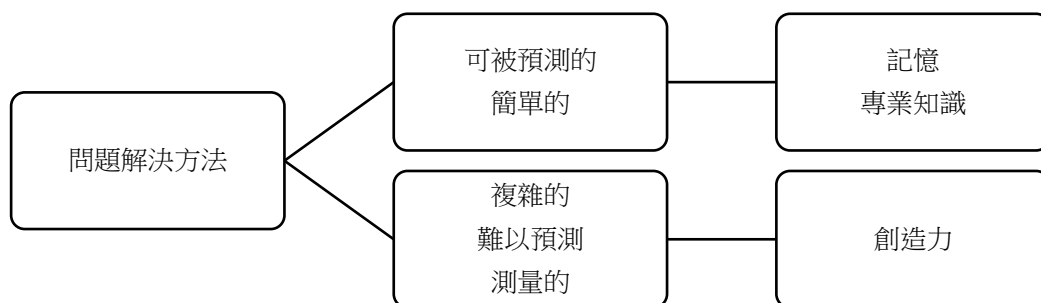 問題解決方法
可被預測的
簡單的
記憶
專業知識
複雜的
難以預測
測量的
創造力